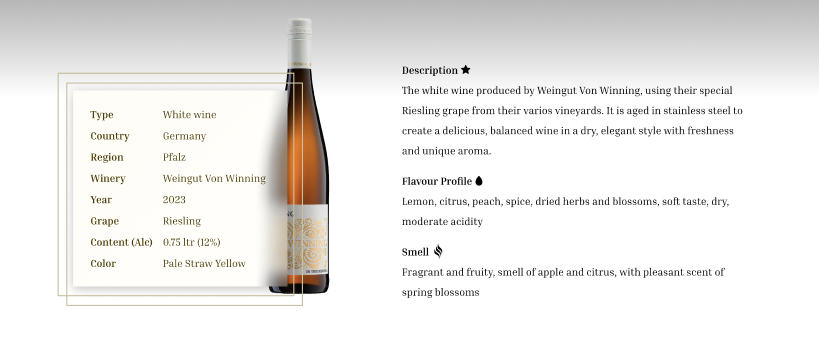 Type White wine
Country Germany
Region Pfalz
Winery Weingut Von Winning
Year 2023
Grape Riesling
Content (Alc) 0.75 ltr (12%)
Color Pale Straw Yellow
WINNING
Description
The white wine produced by Weingut Von Winning, using their special
Riesling grape from their varios vineyards. It is aged in stainless steel to
create a delicious, balanced wine in a dry, elegant style with freshness
and unique aroma.
Flavour Profile
Lemon, citrus, peach, spice, dried herbs and blossoms, soft taste, dry,
moderate acidity
Smell
Fragrant and fruity, smell of apple and citrus, with pleasant scent of
spring blossoms